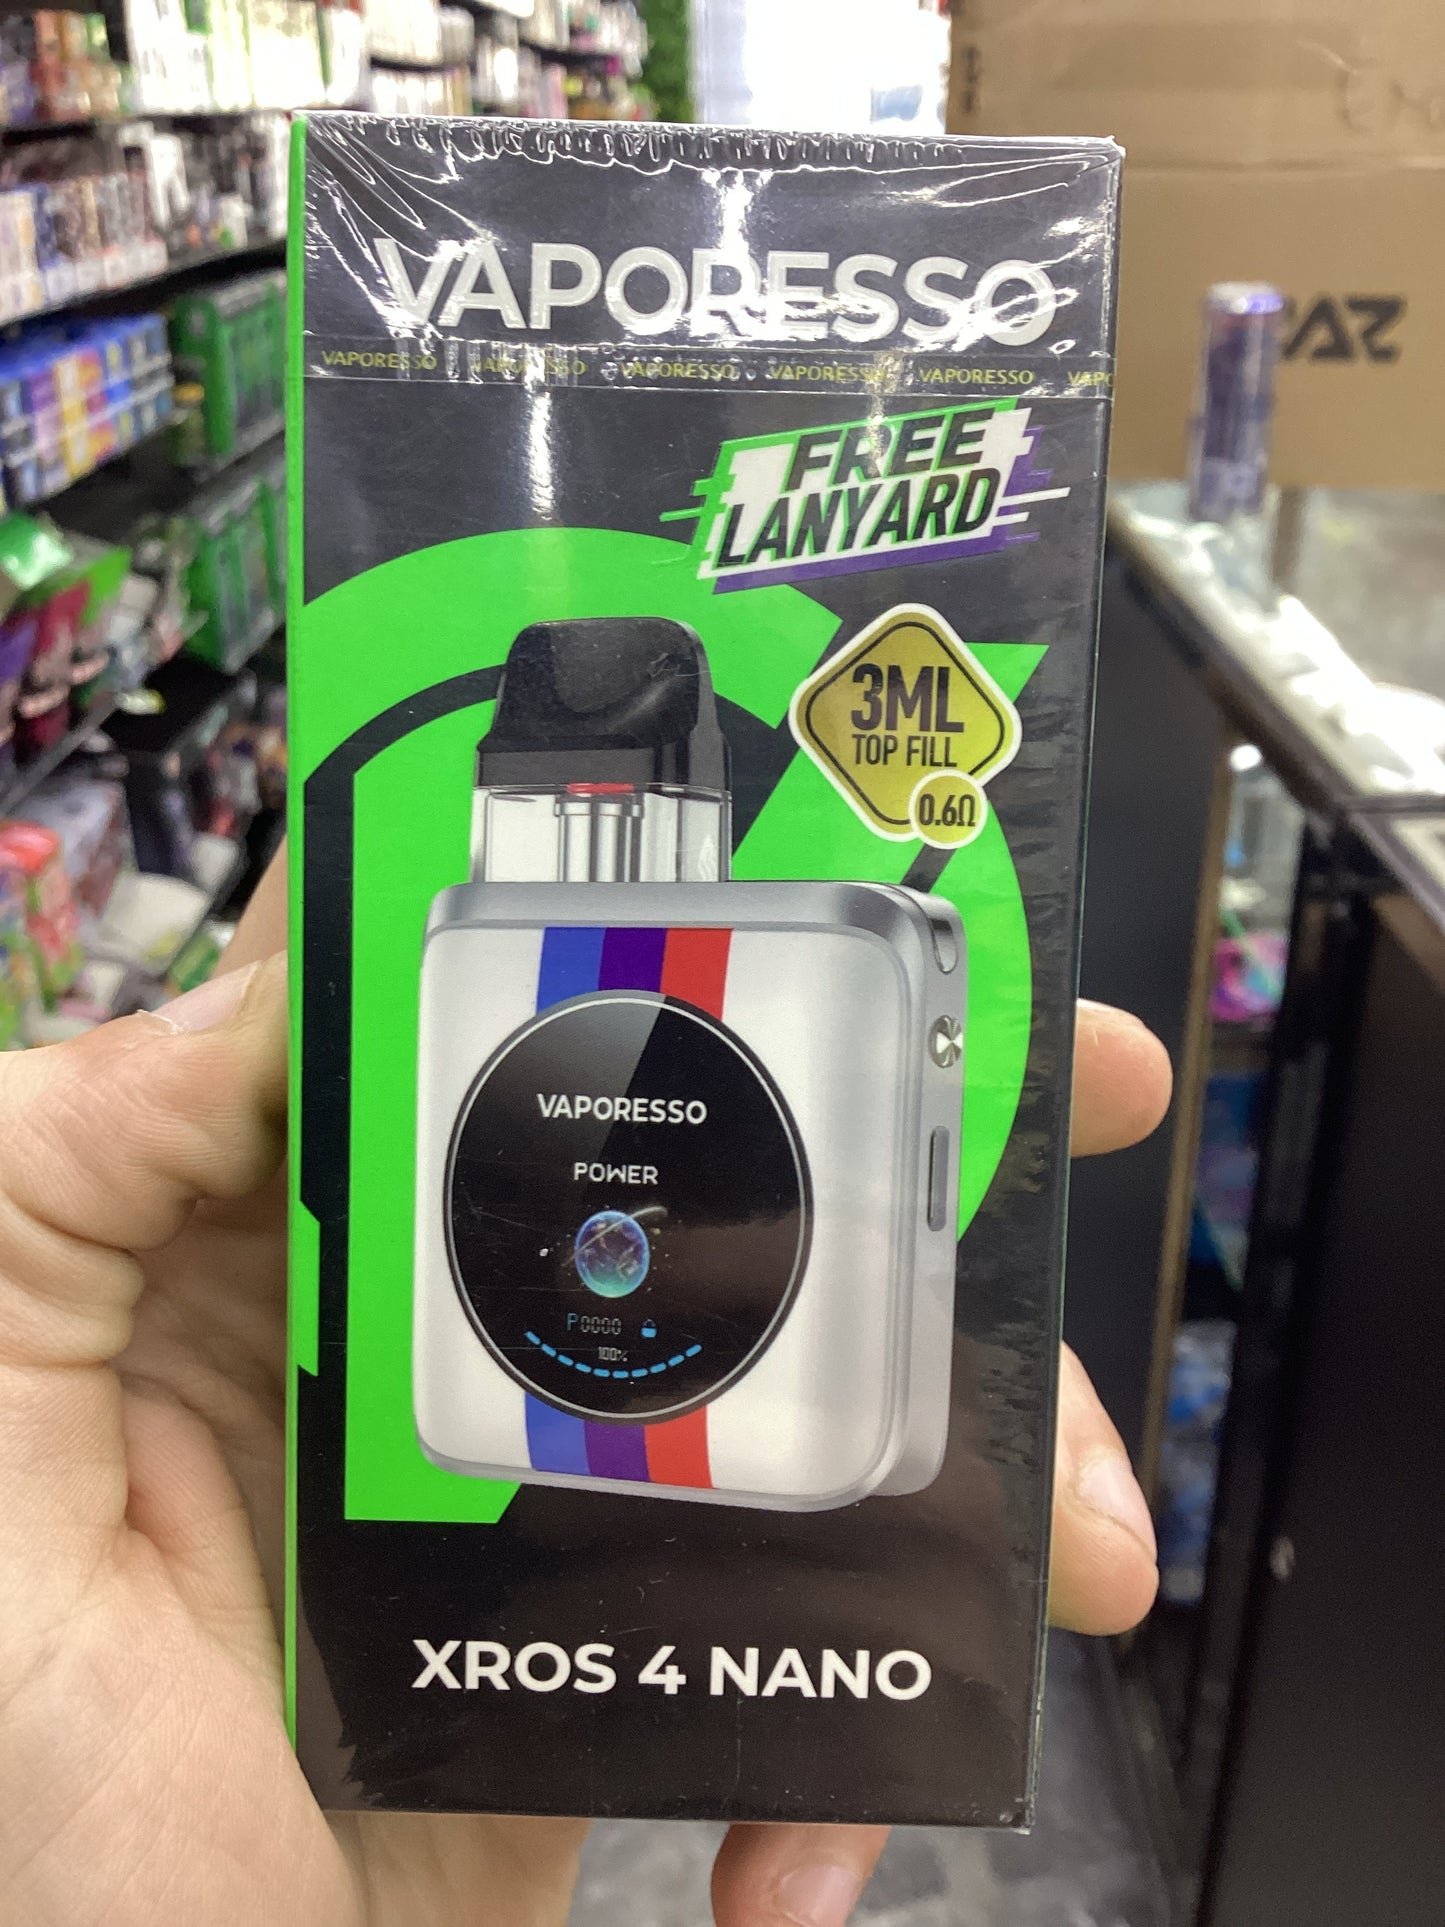 VAPORESSO
VAPORESSO VAPORESSO VAPORESSO VAPORESSO VAPORESSO VAPO
FREE
LANYARD
3ML
TOP FILL
0.6Ω
VAPORESSO
POWER
P0000
100%
XROS 4 NANO